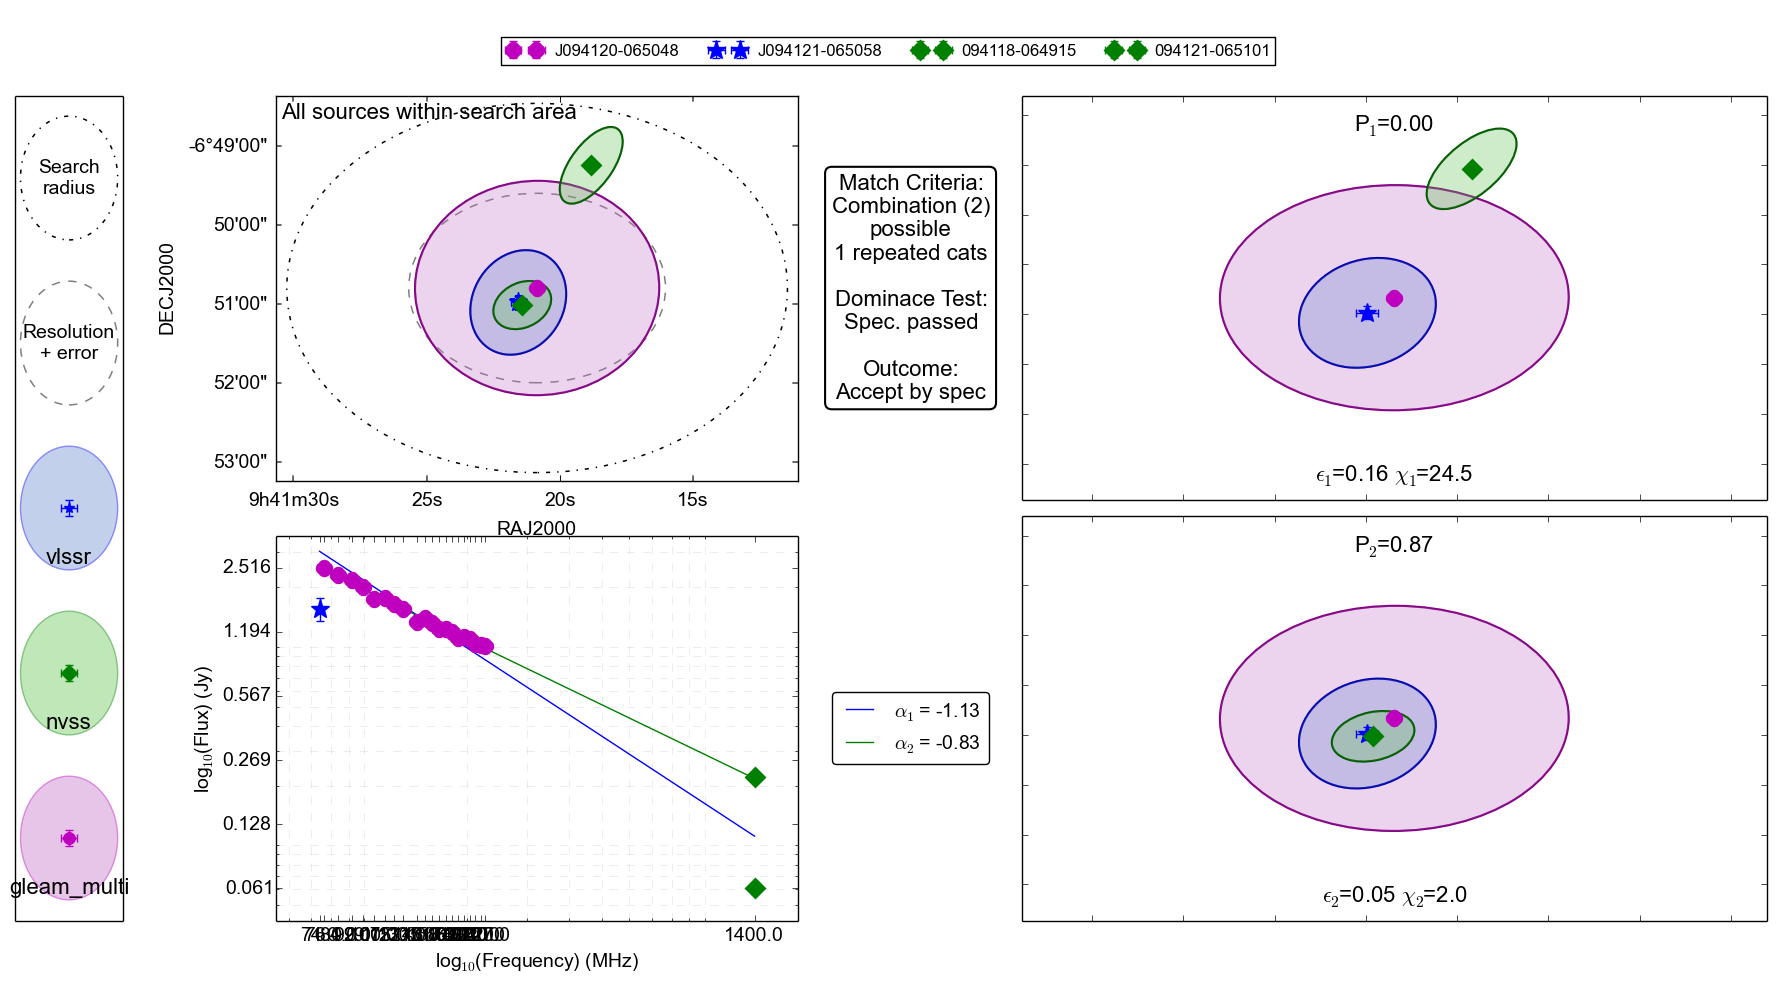 J094120-065048 J094121-065058 094118-064915 094121-065101
Search
radius
Resolution
+ error
vlssr
nvss
gleam_multi
All sources within search area
DECJ2000
-6°49'00"
50'00"
51'00"
52'00"
53'00"
9h41m30s 25s 20s 15s
RAJ2000
Match Criteria:
Combination (2)
possible
1 repeated cats
Dominace Test:
Spec. passed
Outcome:
Accept by spec
P1=0.00
ϵ1=0.16 χ1=24.5
log10(Flux) (Jy)
2.516
1.194
0.567
0.269
0.128
0.061
1400.0
log10(Frequency) (MHz)
α1 = -1.13
α2 = -0.83
P2=0.87
ϵ2=0.05 χ2=2.0